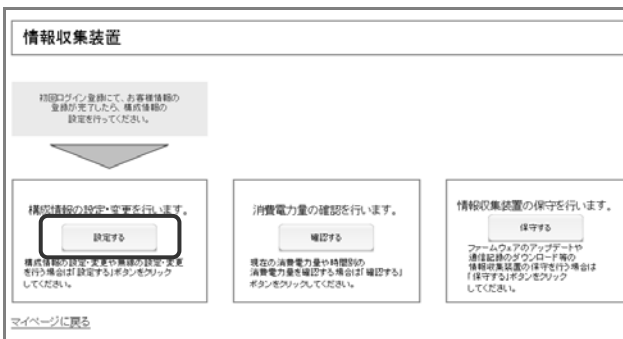 情報収集装置
初回ログイン登録にて、お客様情報の
登録が完了したら、構成情報の
設定を行ってください。
構成情報の設定・変更を行います。
設定する
構成情報の設定・変更や無線の設定・変更
を行う場合は「設定する」ボタンをクリック
してください。
消費電力量の確認を行います。
確認する
現在の消費電力量や時間別の
消費電力量を確認する場合は「確認する」
ボタンをクリックしてください。
情報収集装置の保守を行います。
保守する
ファームウェアのアップデートや
通信記録のダウンロード等の
情報収集装置の保守を行う場合は
「保守する」ボタンをクリック
してください。
マイページに戻る